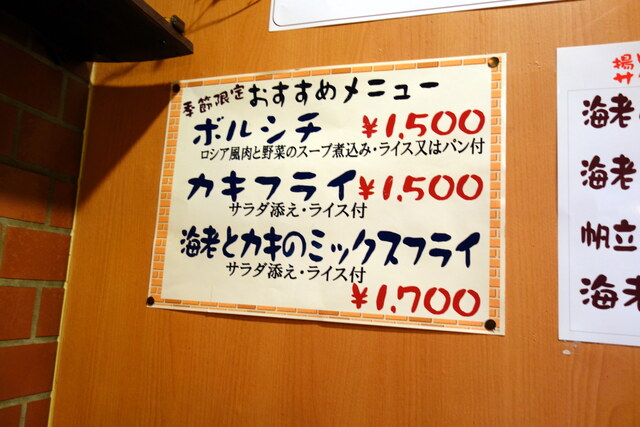 季節限定おすすめメニュー
ボルシチ ¥1,500
ロシア風肉と野菜のスープ煮込み・ライス又はパン付
カキフライ ¥1,500
サラダ添え・ライス付
海老とカキのミックスフライ
サラダ添え・ライス付
¥1,700
揚
サ
海老
海老
帆立
海老